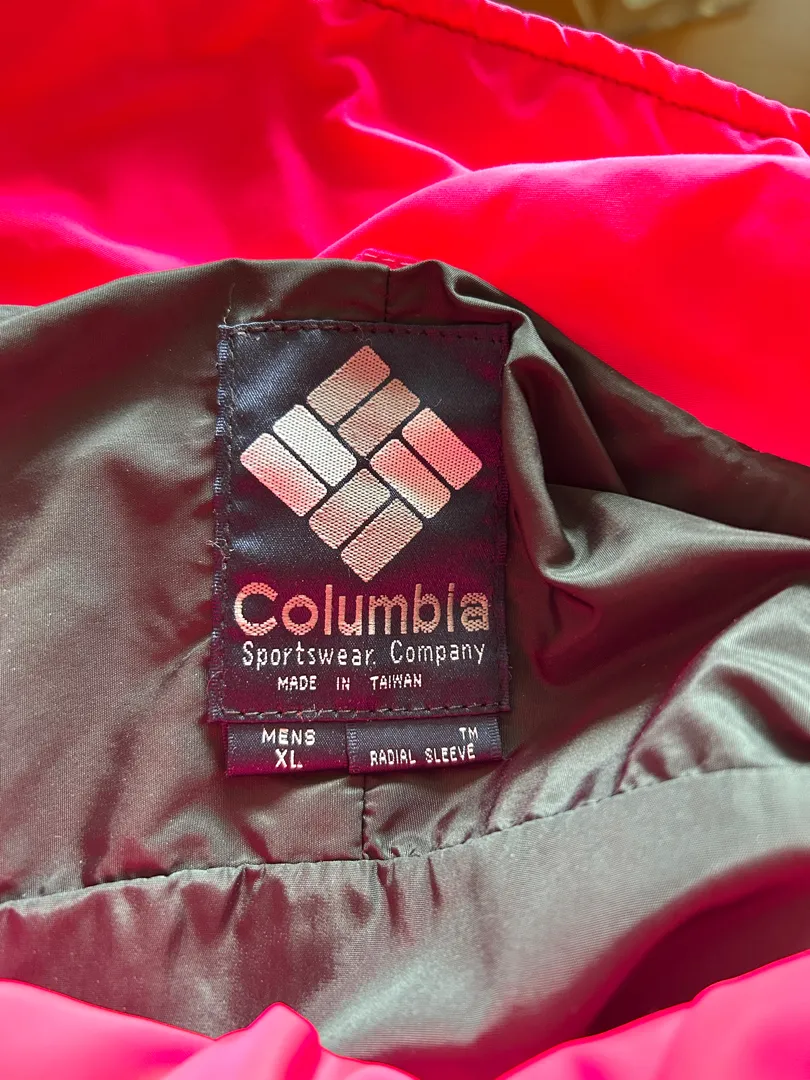 Columbia
Sportswear Company
MADE IN TAIWAN
MENS
XL
TM
RADIAL SLEEVE